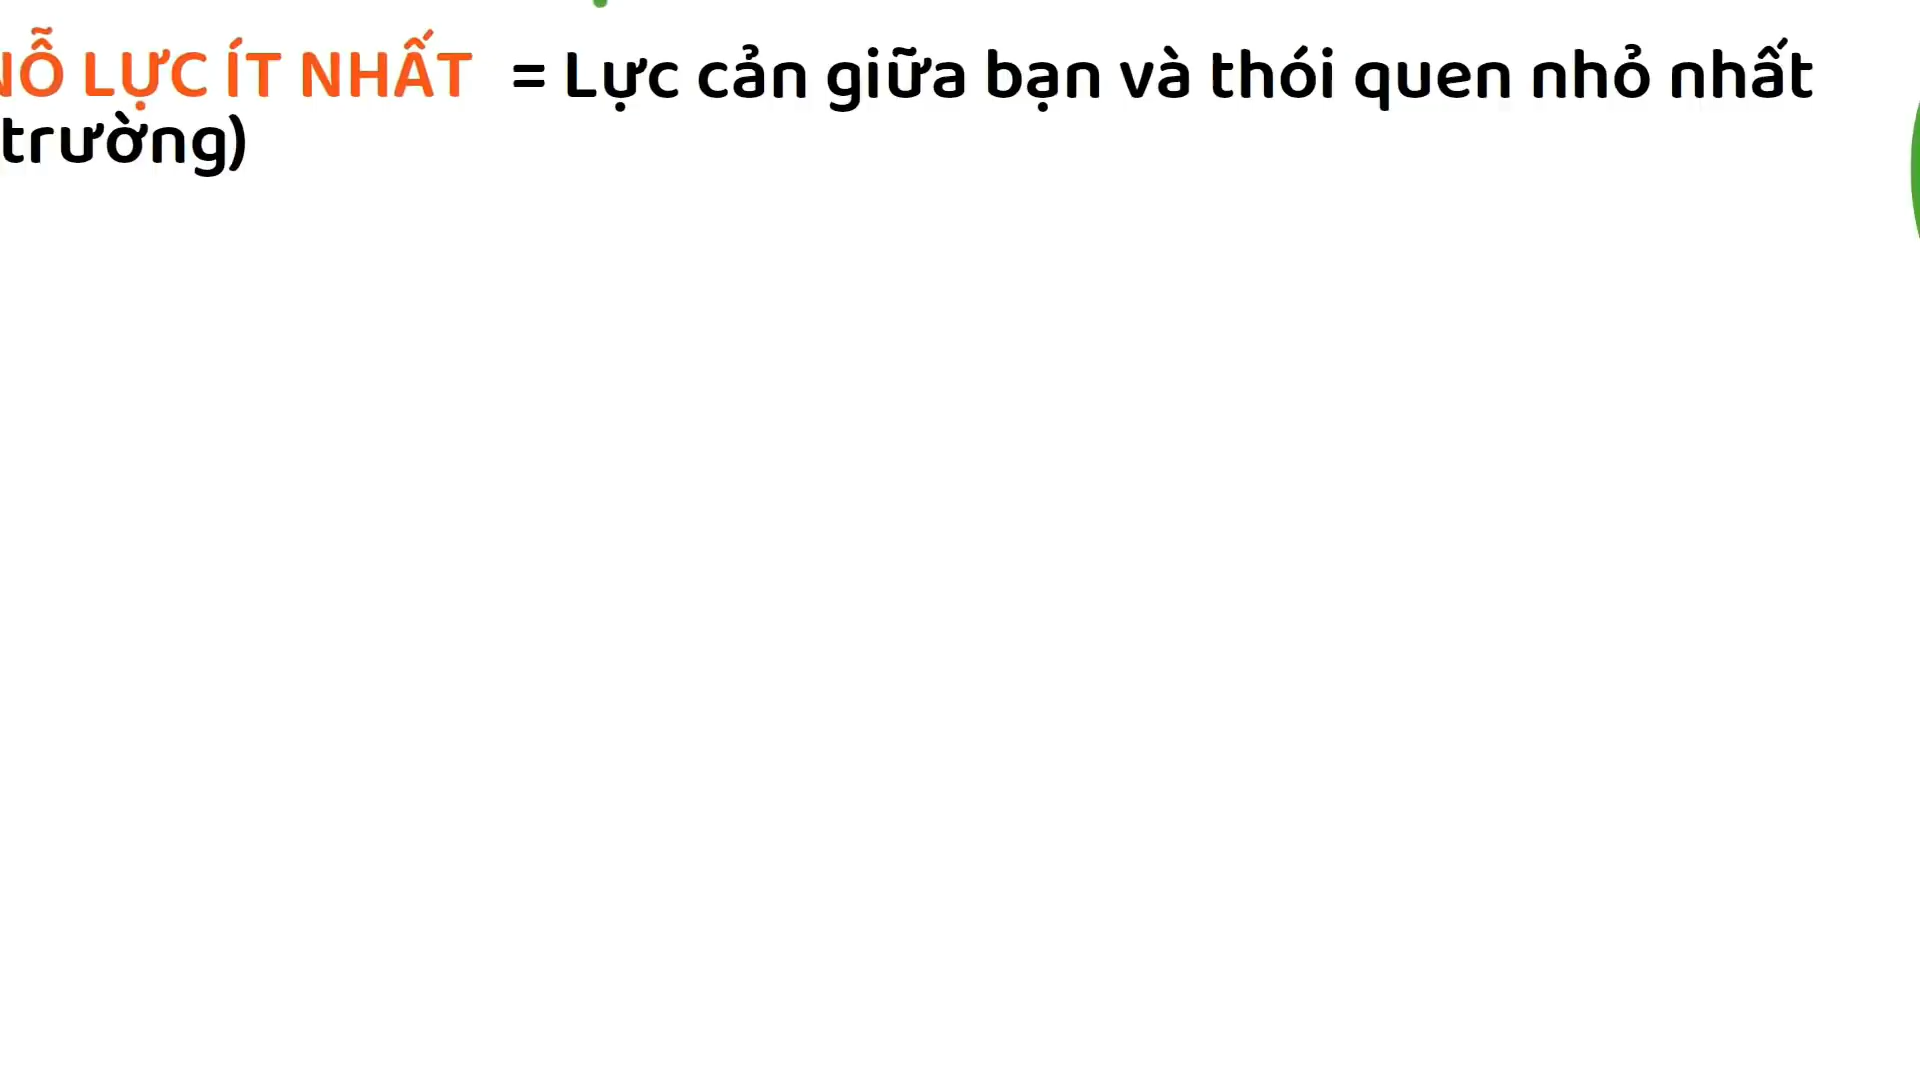 NỖ LỰC ÍT NHẤT = Lực cản giữa bạn và thói quen nhỏ nhất
trường)